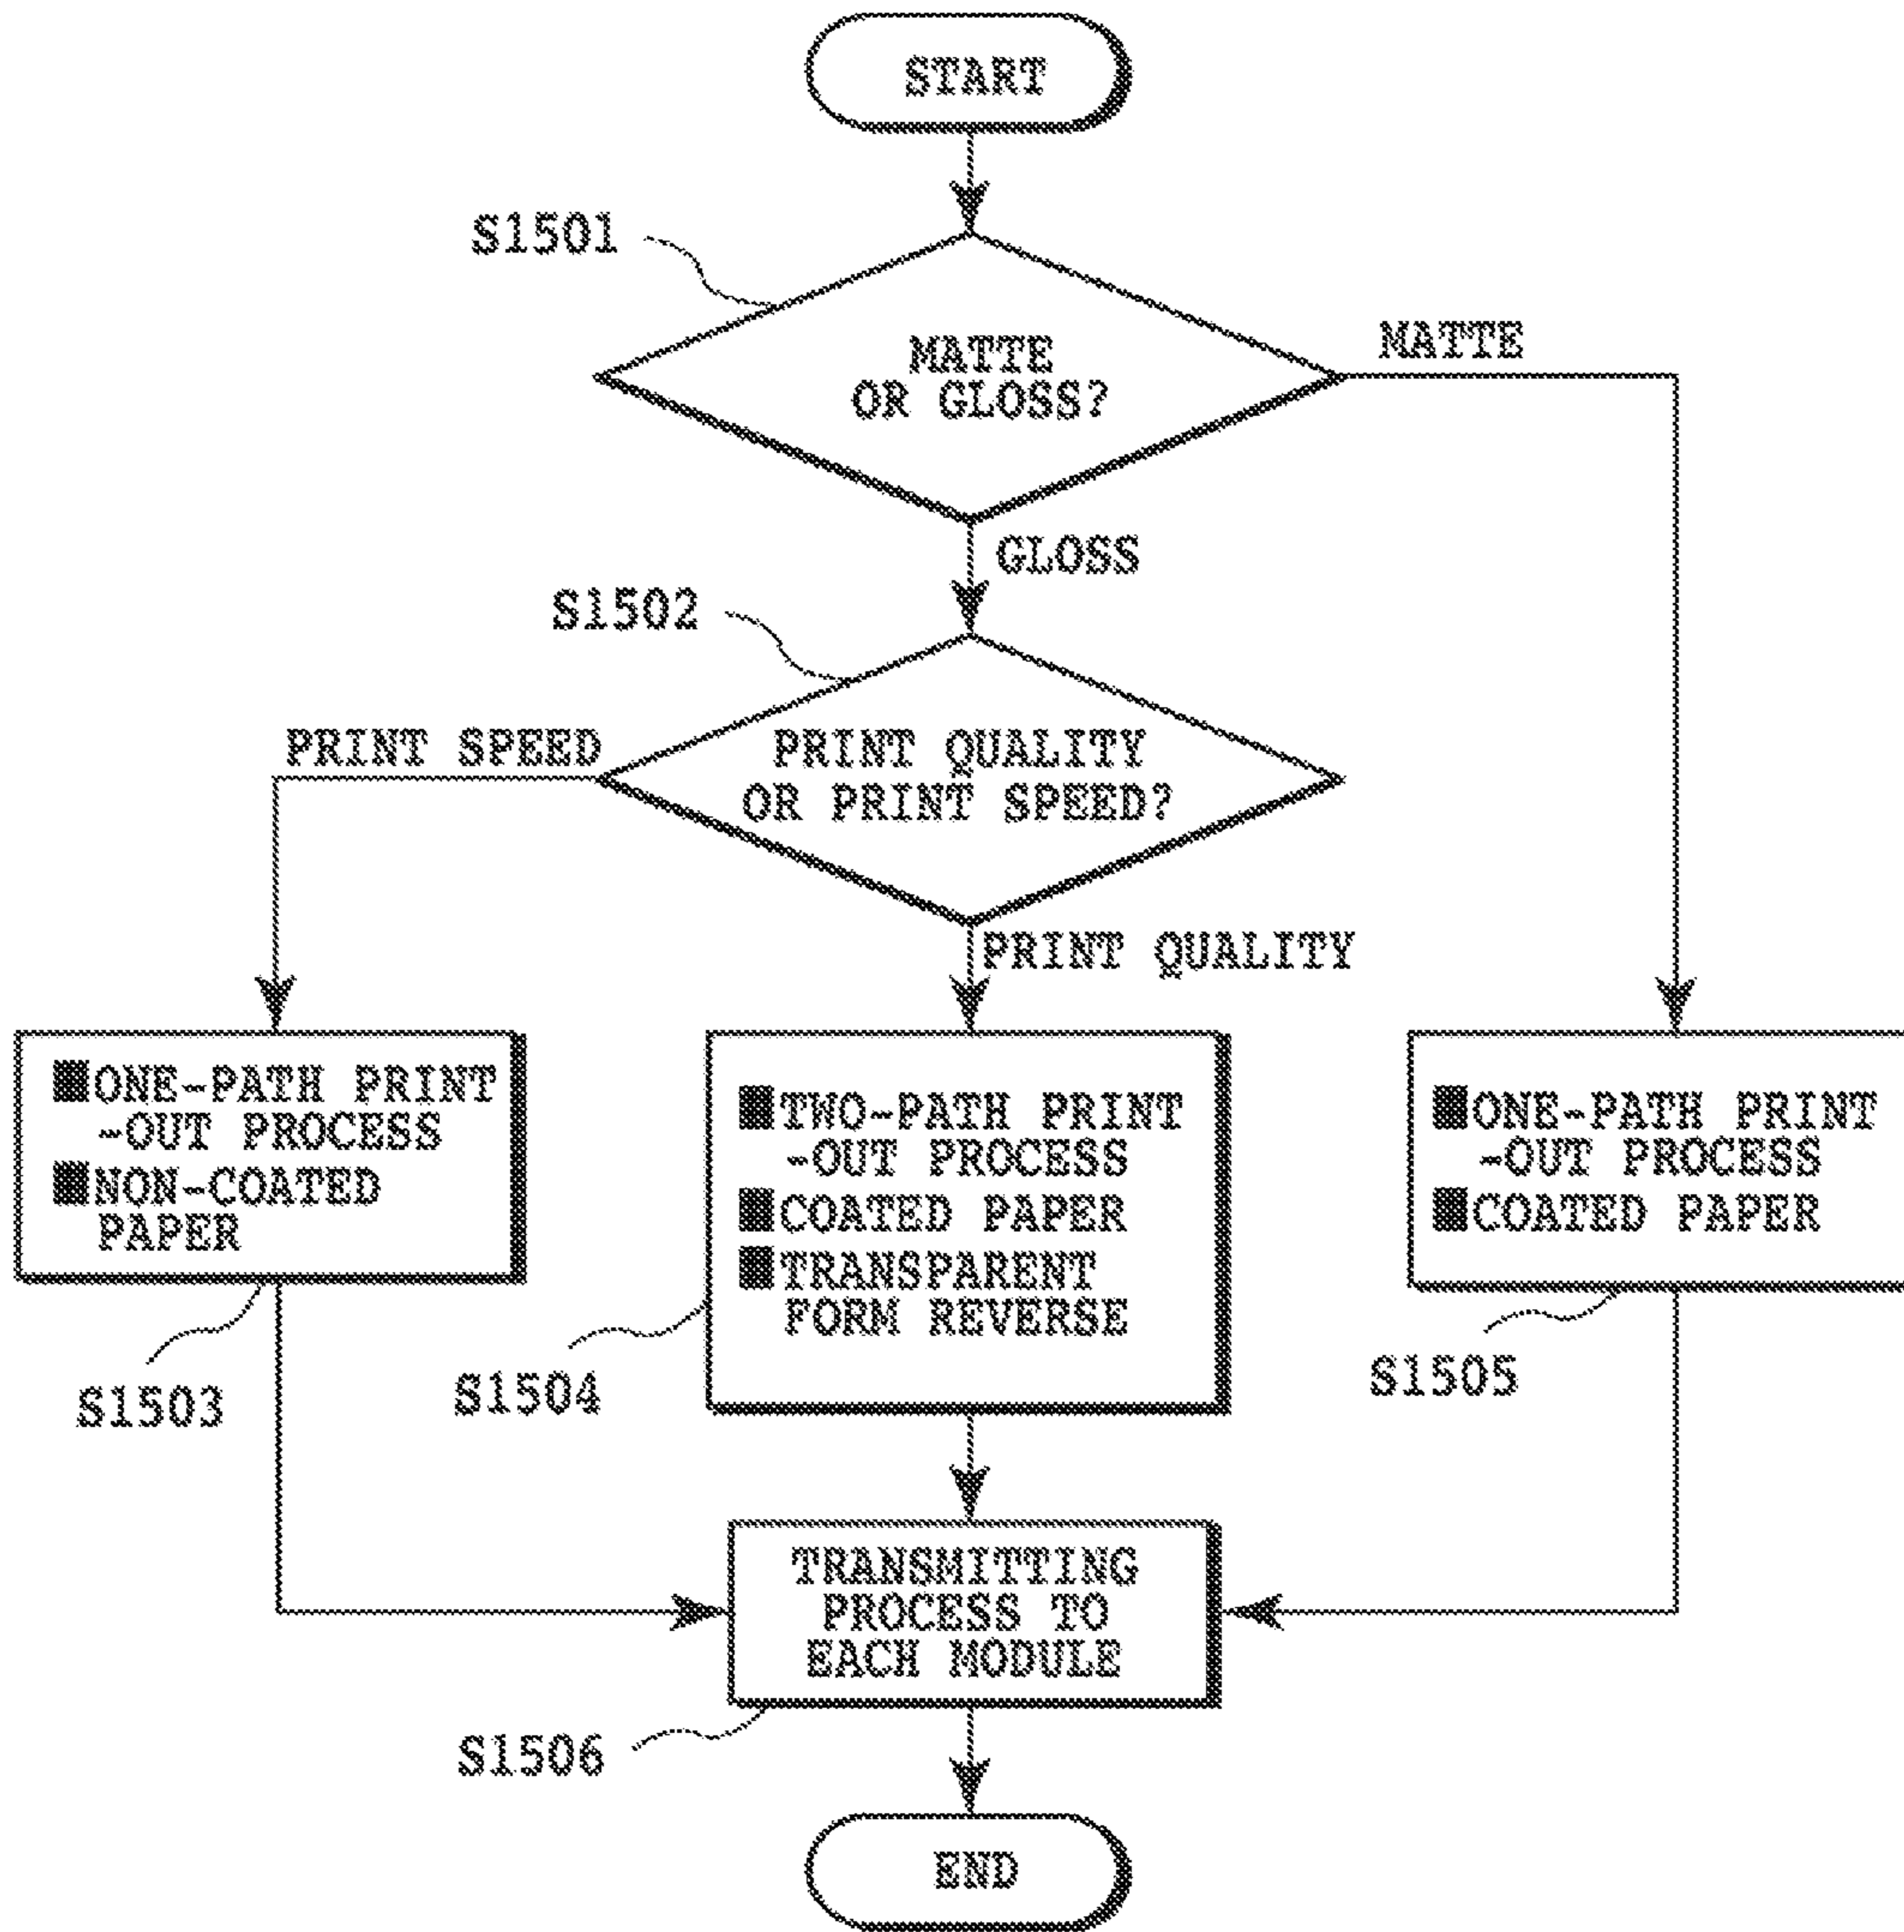 START
S1501
MATTE
OR GLOSS?
MATTE
GLOSS
S1502
PRINT QUALITY
OR PRINT SPEED?
PRINT SPEED
PRINT QUALITY
■ONE-PATH PRINT
-OUT PROCESS
■NON-COATED
PAPER
S1503
■TWO-PATH PRINT
-OUT PROCESS
■COATED PAPER
■TRANSPARENT
FORM REVERSE
S1504
■ONE-PATH PRINT
-OUT PROCESS
■COATED PAPER
S1505
TRANSMITTING
PROCESS TO
EACH MODULE
S1506
END